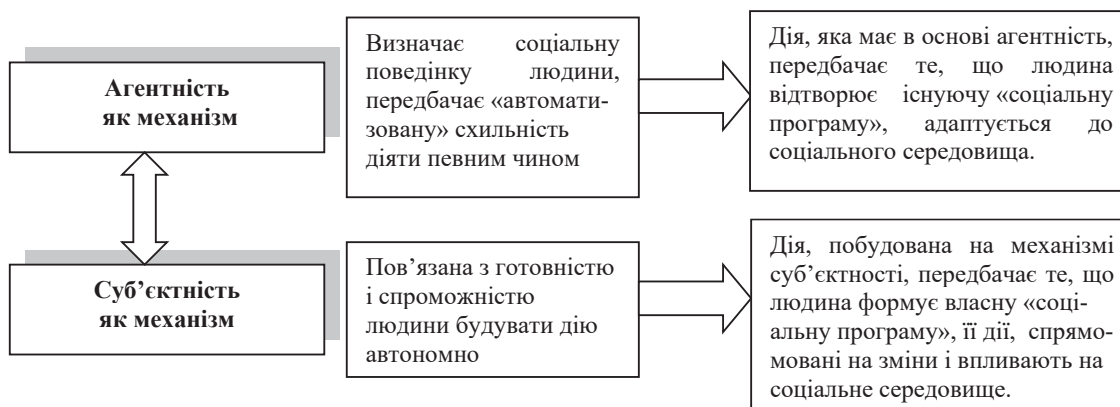 Агентність
як механізм
Визначає соціальну
поведінку людини,
передбачає «автомати-
зовану» схильність
діяти певним чином
Дія, яка має в основі агентність,
передбачає те, що людина
відтворює існуючу «соціальну
програму», адаптується до
соціального середовища.
Суб’єктність
як механізм
Пов’язана з готовністю
і спроможністю
людини будувати дію
автономно
Дія, побудована на механізмі
суб’єктності, передбачає те, що
людина формує власну «соці-
альну програму», її дії, спрямо-
мовані на зміни і впливають на
соціальне середовище.